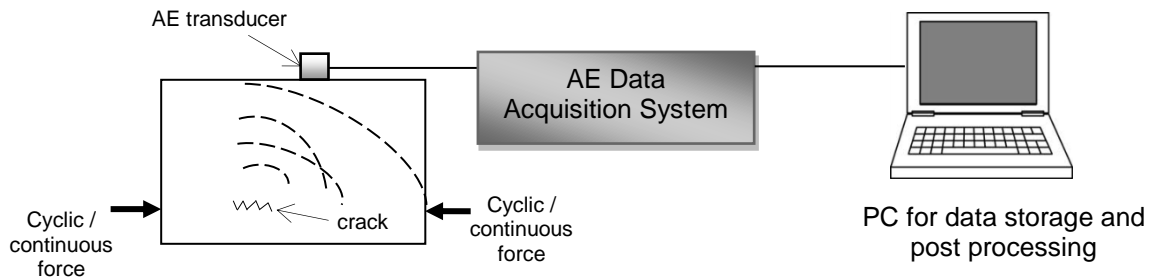 AE transducer
AE Data
Acquisition System
Cyclic /
continuous
force
crack
Cyclic /
continuous
force
PC for data storage and
post processing